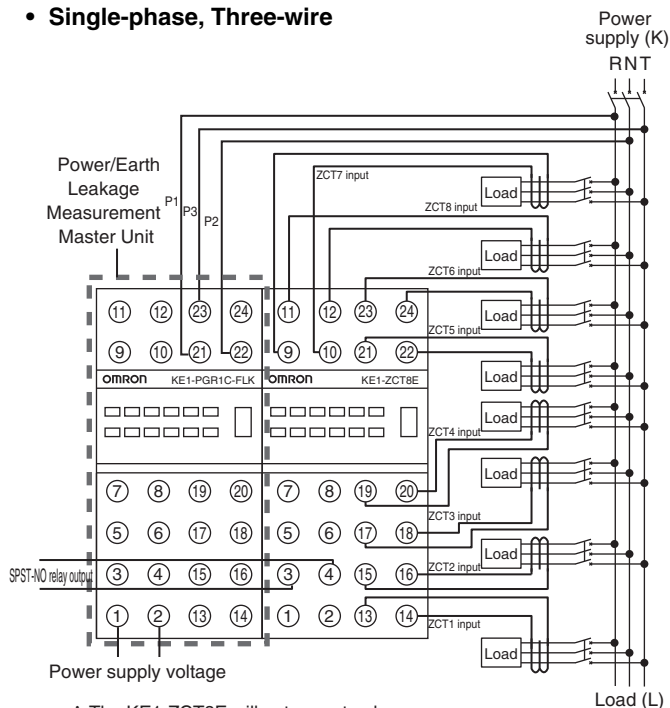 • Single-phase, Three-wire
Power
supply (K)
R N T
Power/Earth
Leakage
Measurement
Master Unit
P1
P3
P2
ZCT7 input
Load
ZCT8 input
Load
ZCT6 input
Load
ZCT5 input
Load
Load
ZCT4 input
Load
ZCT3 input
Load
ZCT2 input
Load
ZCT1 input
11 12 23 24 11 12 23 24
9 10 21 22 9 10 21 22
OMRON KE1-PGR1C-FLK OMRON KE1-ZCT8E
7 8 19 20 7 8 19 20
5 6 17 18 5 6 17 18
SPST-NO relay output
3 4 15 16 3 4 15 16
1 2 13 14 1 2 13 14
Power supply voltage
Load (L)